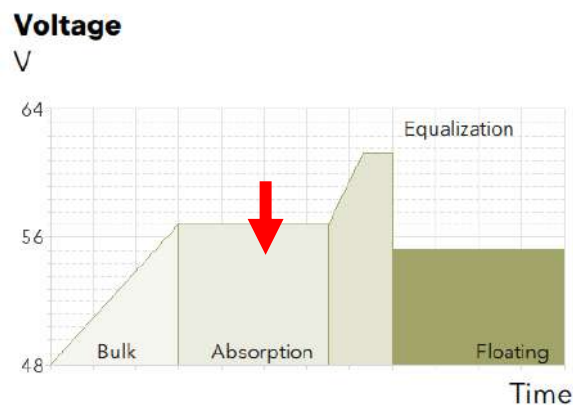 Voltage
V
64
Equalization
56
Bulk
Absorption
Floating
48
Time